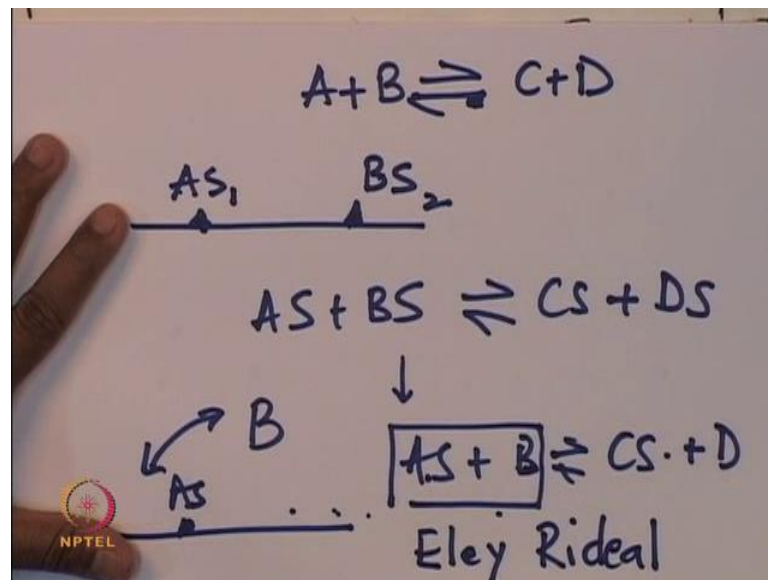 A+B ⇌ C+D
AS₁ BS₂
AS + BS ⇌ CS + DS
↓
B
AS + B ⇌ CS. + D
AS
NPTEL
Eley Rideal